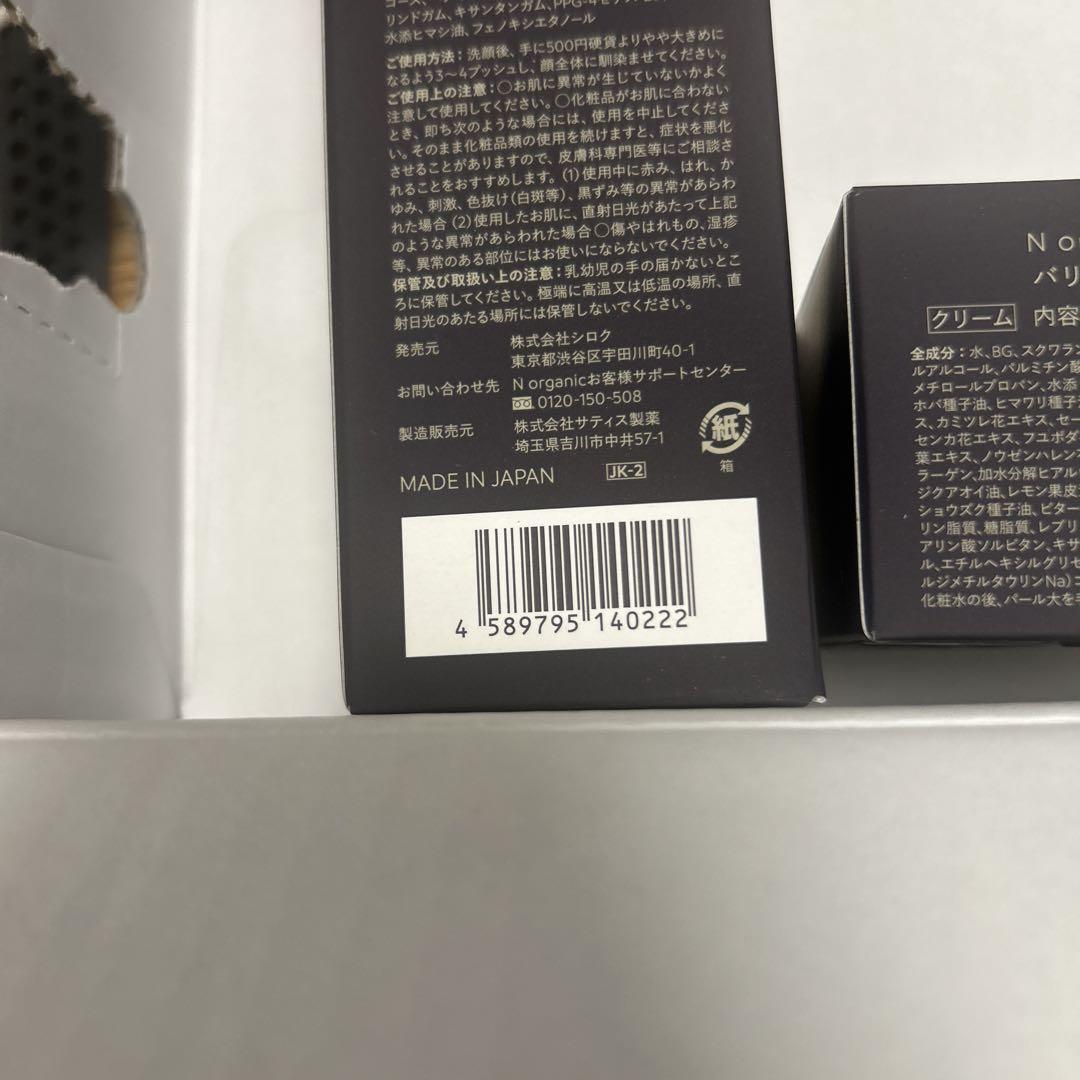 リンドガム、キサンタンガム、PPG-4セテス-20
水添ヒマシ油、フェノキシエタノール
ご使用方法：洗顔後、手に500円硬貨よりやや大きめに
なるよう3〜4プッシュし、顔全体に馴染ませてください。
ご使用上の注意：〇お肌に異常が生じていないかよく
注意して使用してください。〇化粧品がお肌に合わない
とき、即ち次のような場合には、使用を中止してくださ
い。そのまま化粧品類の使用を続けますと、症状を悪化
させることがありますので、皮膚科専門医等にご相談さ
れることをおすすめします。(1)使用中に赤み、はれ、か
ゆみ、刺激、色抜け(白斑等)、黒ずみ等の異常があらわ
れた場合 (2)使用したお肌に、直射日光があたって上記
のような異常があらわれた場合 〇傷やはれもの、湿疹
等、異常のある部位にはお使いにならないでください。
保管及び取扱い上の注意：乳幼児の手の届かないとこ
ろに保管してください。極端に高温又は低温の場所、直
射日光のあたる場所には保管しないでください。
発売元 株式会社シロク
東京都渋谷区宇田川町40-1
お問い合わせ先 N organicお客様サポートセンター
0120-150-508
製造販売元 株式会社サティス製薬
埼玉県吉川市中井57-1
紙
箱
MADE IN JAPAN JK-2
4 589795 140222
N or
バリ
クリーム 内容
全成分：水、BG、スクワラン
ルアルコール、パルミチン酸
メチロールプロパン、水添
ホバ種子油、ヒマワリ種子
ス、カミツレ花エキス、セー
センカ花エキス、フユボダ
葉エキス、ノウゼンハレン
ラーゲン、加水分解ヒアル
ジクアオイ油、レモン果皮
ショウズク種子油、ビター
リン脂質、糖脂質、レブリ
アリン酸ソルビタン、キサ
ル、エチルヘキシルグリセ
ルジメチルタウリンNa)コ
化粧水の後、パール大を手